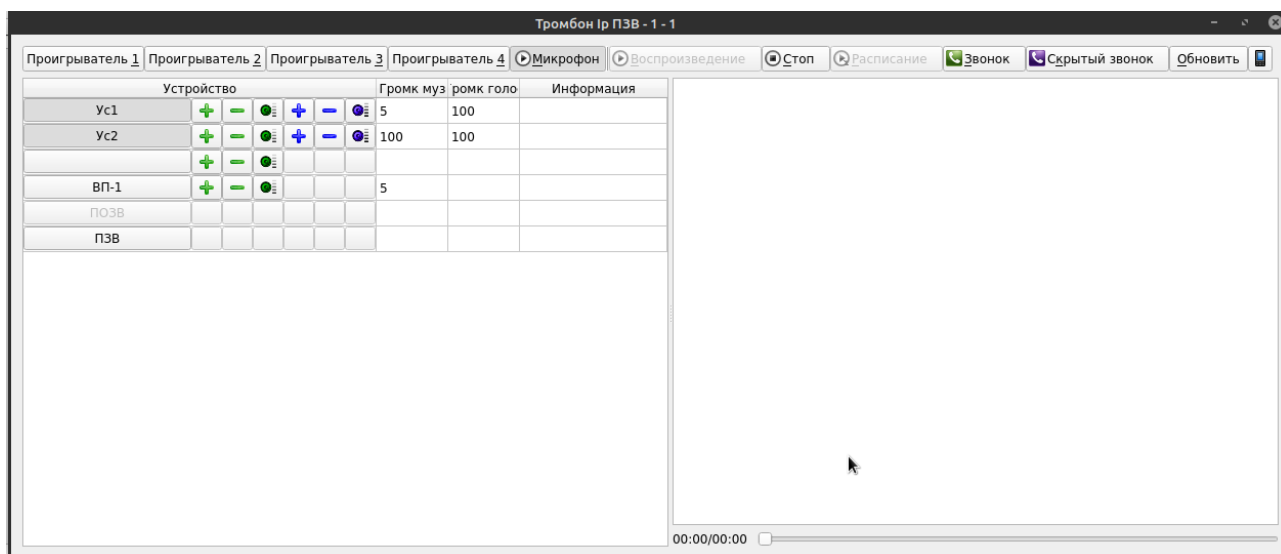 Тромбон Ip ПЗВ - 1 - 1
Проигрыватель 1 Проигрыватель 2 Проигрыватель 3 Проигрыватель 4 Микрофон Воспроизведение Стоп Расписание Звонок Скрытый звонок Обновить
Устройство Громк муз ромк голо Информация
Ус1 5 100
Ус2 100 100
ВП-1 5
ПОЗВ
ПЗВ
00:00/00:00